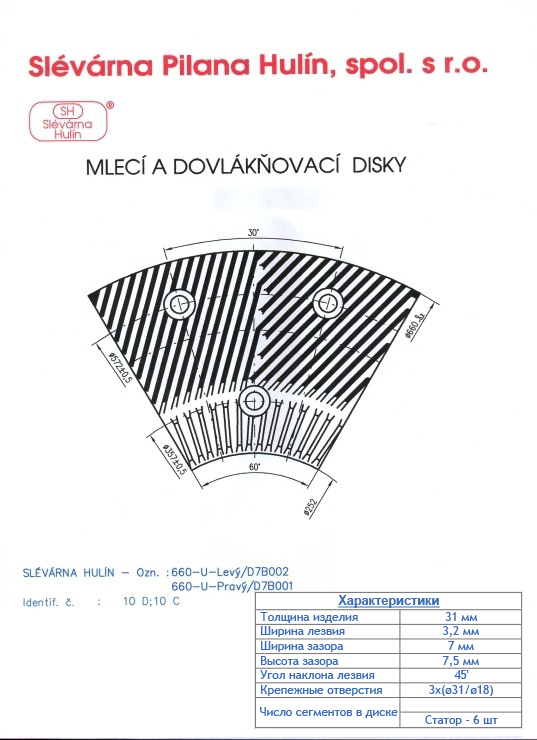 Slévárna Pilana Hulín, spol. s r.o.
SH
Slévárna
Hulín
®
MLECÍ A DOVLÁKŇOVACÍ DISKY
30°
ø572±0,5
ø660
ø357±0,5
60°
ø252
SLÉVÁRNA HULÍN – Ozn. : 660–U–Levý/D7B002
660–U–Pravý/D7B001
Identif. č. : 10 D;10 C
Характеристики
Толщина изделия 31 мм
Ширина лезвия 3,2 мм
Ширина зазора 7 мм
Высота зазора 7,5 мм
Угол наклона лезвия 45'
Крепежные отверстия 3x(ø31/ø18)
Число сегментов в диске
Статор - 6 шт